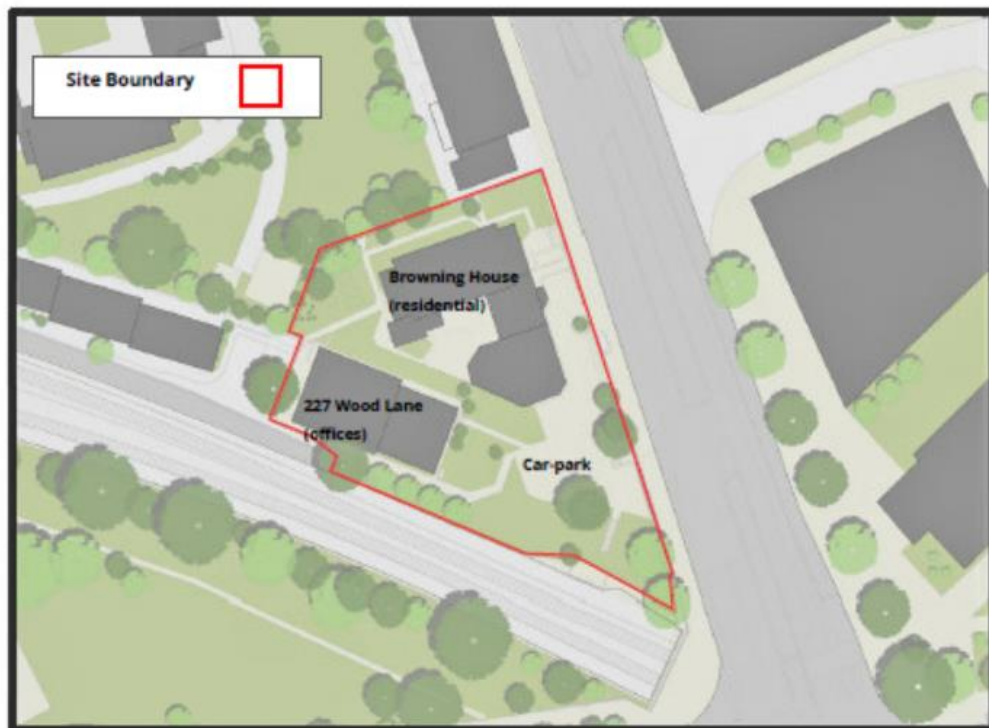 Site Boundary
Browning House
(residential)
227 Wood Lane
(offices)
Car-park